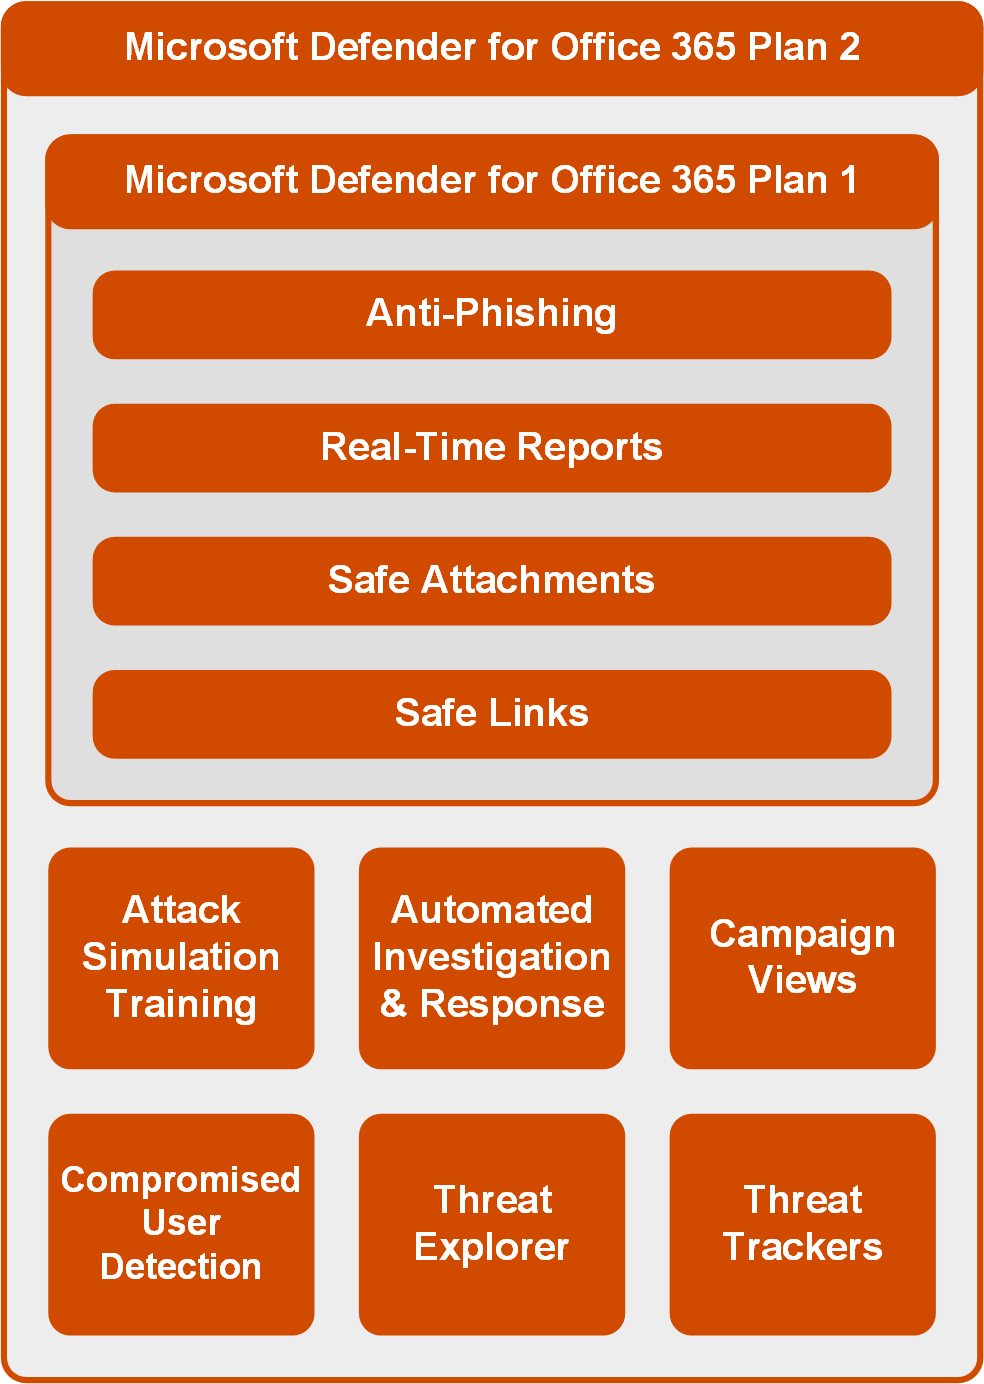 Microsoft Defender for Office 365 Plan 2
Microsoft Defender for Office 365 Plan 1
Anti-Phishing
Real-Time Reports
Safe Attachments
Safe Links
Attack
Simulation
Training
Automated
Investigation
& Response
Campaign
Views
Compromised
User
Detection
Threat
Explorer
Threat
Trackers